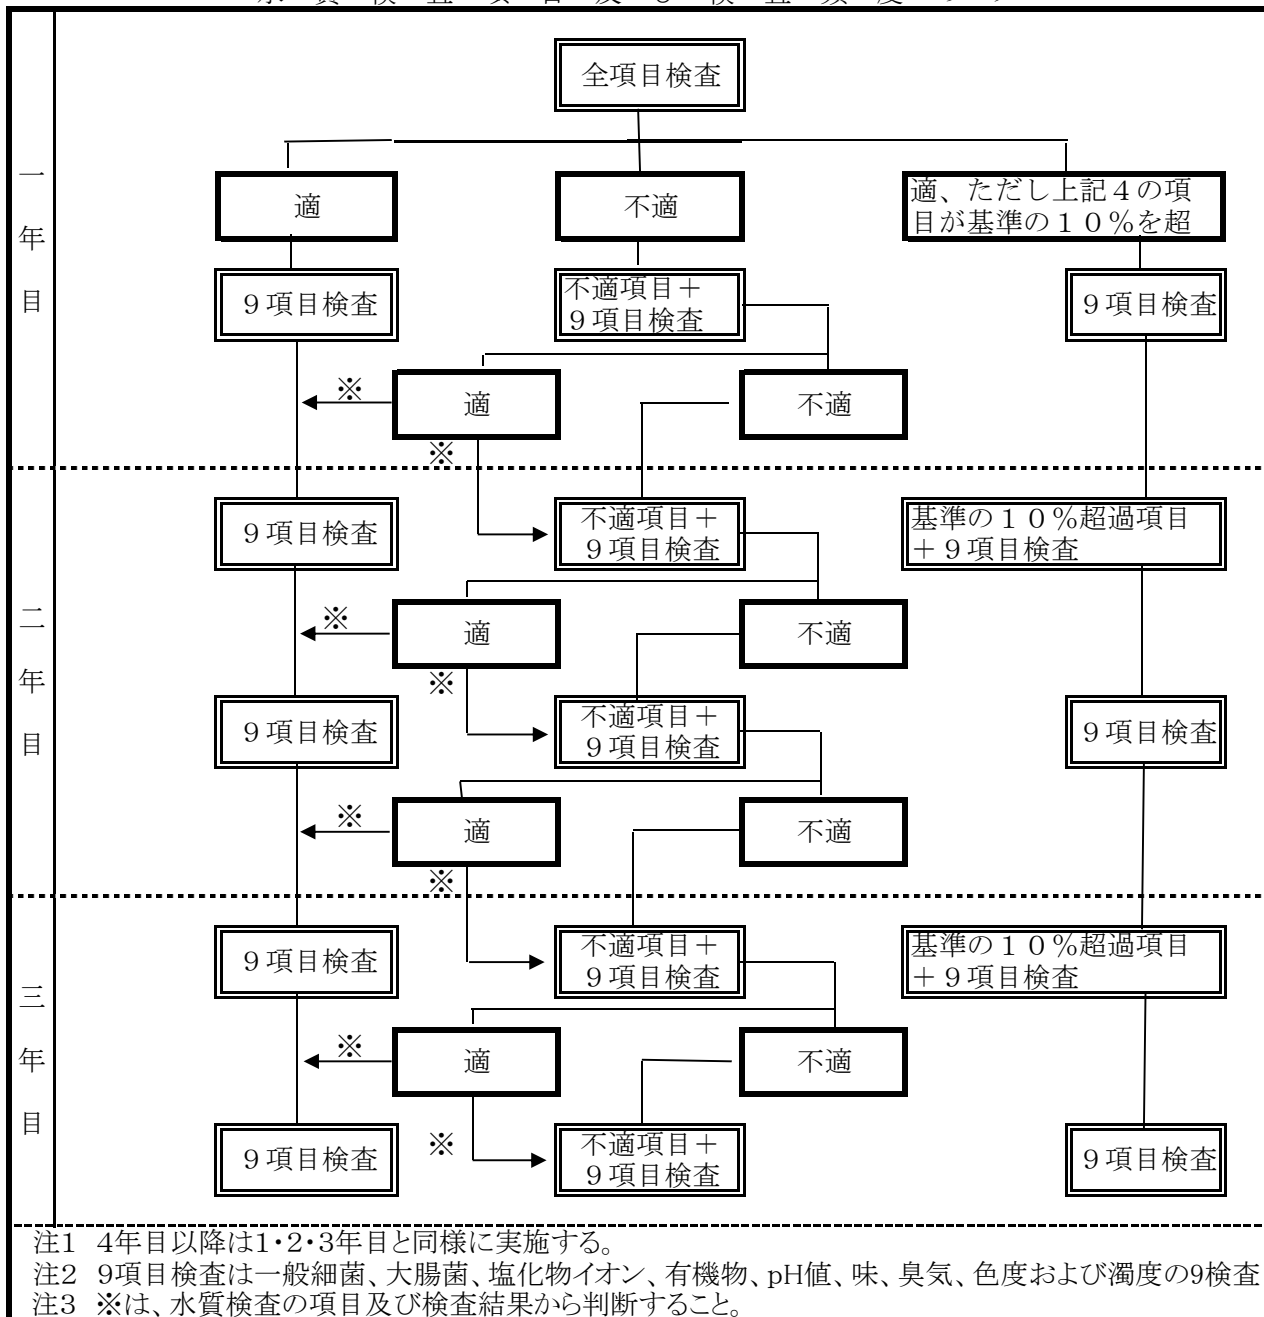 全項目検査
一年目
適
不適
適、ただし上記４の項
目が基準の１０％を超
９項目検査
不適項目＋
９項目検査
９項目検査
※
適
不適
※
二年目
９項目検査
不適項目＋
９項目検査
基準の１０％超過項目
＋９項目検査
※
適
不適
※
９項目検査
不適項目＋
９項目検査
９項目検査
※
適
不適
※
三年目
９項目検査
不適項目＋
９項目検査
基準の１０％超過項目
＋９項目検査
※
適
不適
※
９項目検査
不適項目＋
９項目検査
９項目検査
注1 4年目以降は1・2・3年目と同様に実施する。
注2 9項目検査は一般細菌、大腸菌、塩化物イオン、有機物、pH値、味、臭気、色度および濁度の9検査
注3 ※は、水質検査の項目及び検査結果から判断すること。